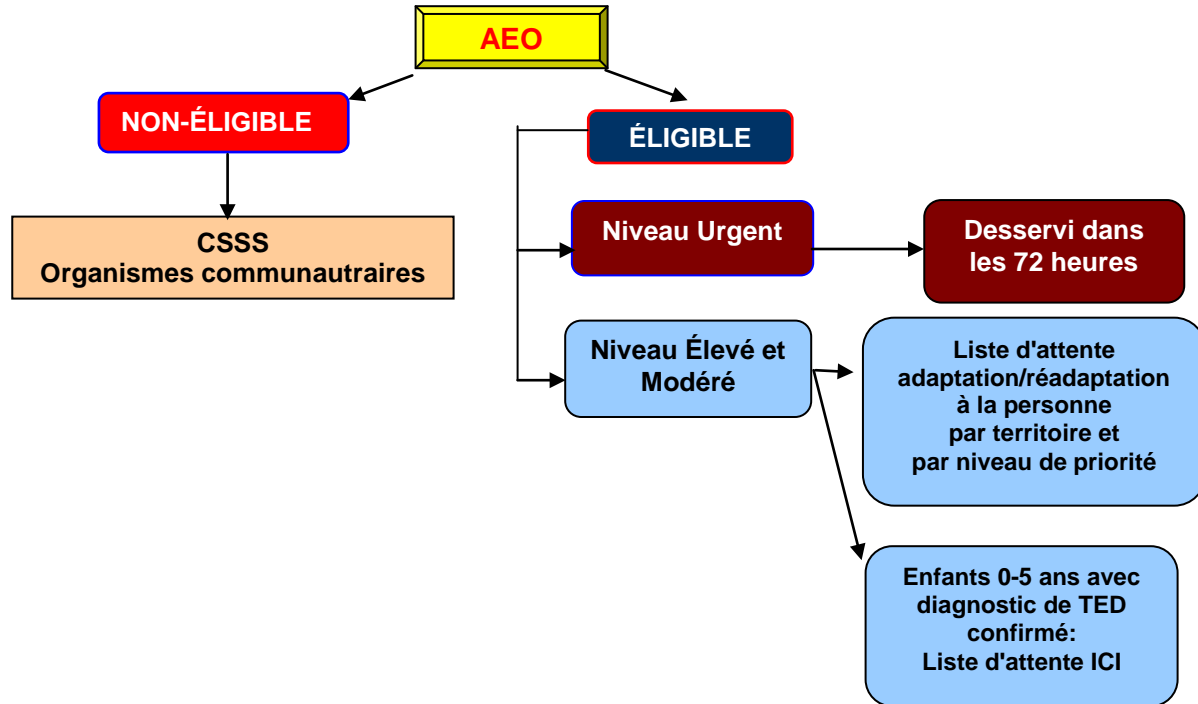 AEO
NON-ÉLIGIBLE
ÉLIGIBLE
CSSS
Organismes communautraires
Niveau Urgent
Desservi dans
les 72 heures
Niveau Élevé et
Modéré
Liste d'attente
adaptation/réadaptation
à la personne
par territoire et
par niveau de priorité
Enfants 0-5 ans avec
diagnostic de TED
confirmé:
Liste d'attente ICI